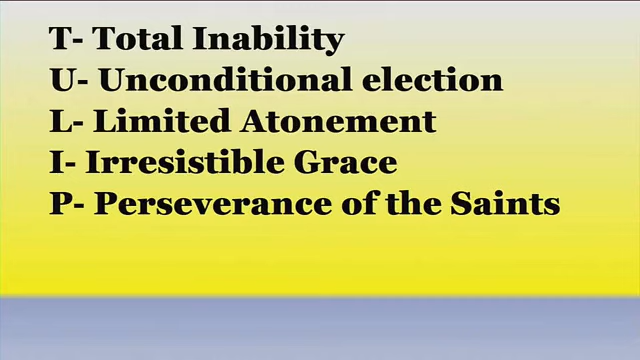 T- Total Inability
U- Unconditional election
L- Limited Atonement
I- Irresistible Grace
P- Perseverance of the Saints